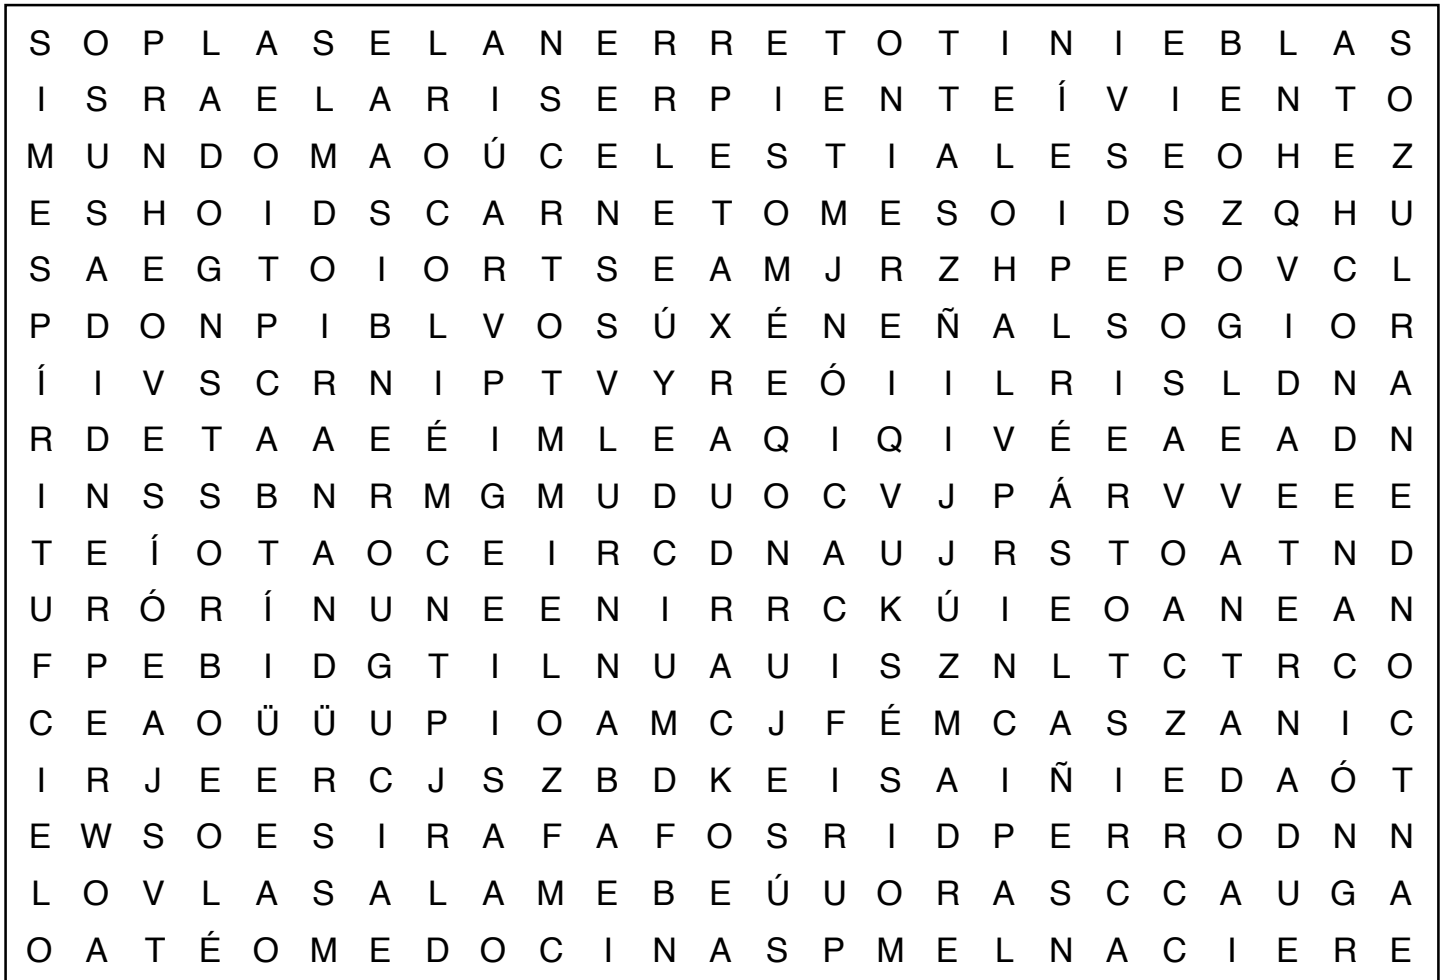 S O P L A S E L A N E R R E T O T I N I E B L A S
I S R A E L A R I S E R P I E N T E Í V I E N T O
M U N D O M A O Ú C E L E S T I A L E S E O H E Z
E S H O I D S C A R N E T O M E S O I D S Z Q H U
S A E G T O I O R T S E A M J R Z H P E P O V C L
P D O N P I B L V O S Ú X É N E Ñ A L S O G I O R
Í I V S C R N I P T V Y R E Ó I I L R I S L D N A
R D E T A A E É I M L E A Q I Q I V É E A E A D N
I N S S B N R M G M U D U O C V J P Á R V V E E E
T E Í O T A O C E I R C D N A U J R S T O A T N D
U R Ó R Í N U N E E N I R R C K Ú I E O A N E A N
F P E B I D G T I L N U A U I S Z N L T C T R C O
C E A O Ü Ü U P I O A M C J F É M C A S Z A N I C
I R J E E R C J S Z B D K E I S A I Ñ I E D A Ó T
E W S O E S I R A F A F O S R I D P E R R O D N N
L O V L A S A L A M E B E Ú U O R A S C C A U G A
O A T É O M E D O C I N A S P M E L N A C I E R E